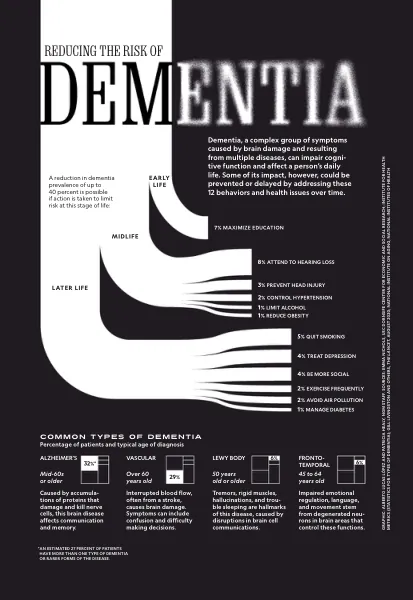 REDUCING THE RISK OF
DEMENTIA
Dementia, a complex group of symptoms
caused by brain damage and resulting
from multiple diseases, can impair cogni-
tive function and affect a person's daily
life. Some of its impact, however, could be
prevented or delayed by addressing these
12 behaviors and health issues over time.
A reduction in dementia
prevalence of up to
40 percent is possible
if action is taken to limit
risk at this stage of life.
EARLY
LIFE
7% MAXIMIZE EDUCATION
MIDLIFE
8% ATTEND TO HEARING LOSS
3% PREVENT HEAD INJURY
2% CONTROL HYPERTENSION
1% LIMIT ALCOHOL
1% REDUCE OBESITY
LATER LIFE
5% QUIT SMOKING
4% TREAT DEPRESSION
4% BE MORE SOCIAL
2% EXERCISE FREQUENTLY
2% AVOID AIR POLLUTION
1% MANAGE DIABETES
COMMON TYPES OF DEMENTIA
Percentage of patients and typical age of diagnosis
ALZHEIMER'S
32%*
Mid-60s
or older
Caused by accumula-
tions of proteins that
damage and kill nerve
cells, this brain disease
affects communication
and memory.
VASCULAR
29%
Over 60
years old
Interrupted blood flow,
often from a stroke,
causes brain damage.
Symptoms can include
confusion and difficulty
making decisions.
LEWY BODY
6%
50 years
old or older
Tremors, rigid muscles,
hallucinations, and trou-
ble sleeping are hallmarks
of this disease, caused by
disruptions in brain cell
communications.
FRONTO-
TEMPORAL
6%
45 to 64
years old
Impaired emotional
regulation, language,
and movement stem
from degenerated neu-
rons in brain areas that
control these functions.
*AN ESTIMATED 27 PERCENT OF PATIENTS
HAVE MORE THAN ONE TYPE OF DEMENTIA
OR RARER FORMS OF THE DISEASE.